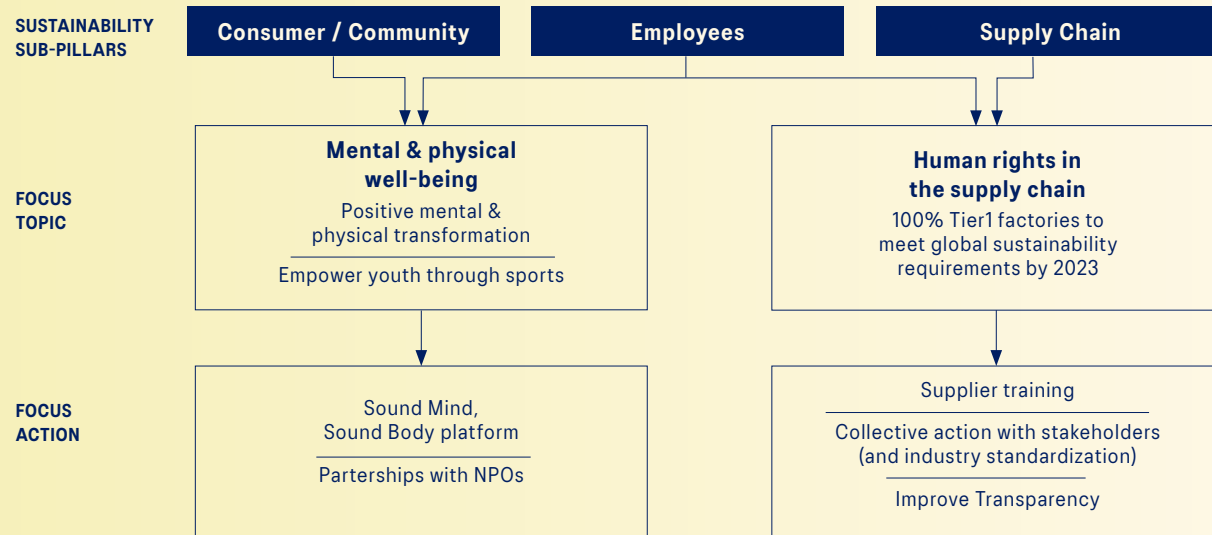 SUSTAINABILITY
SUB-PILLARS
Consumer / Community
Employees
Supply Chain
FOCUS
TOPIC
Mental & physical
well-being
Positive mental &
physical transformation
Empower youth through sports
Human rights in
the supply chain
100% Tier1 factories to
meet global sustainability
requirements by 2023
FOCUS
ACTION
Sound Mind,
Sound Body platform
Parterships with NPOs
Supplier training
Collective action with stakeholders
(and industry standardization)
Improve Transparency